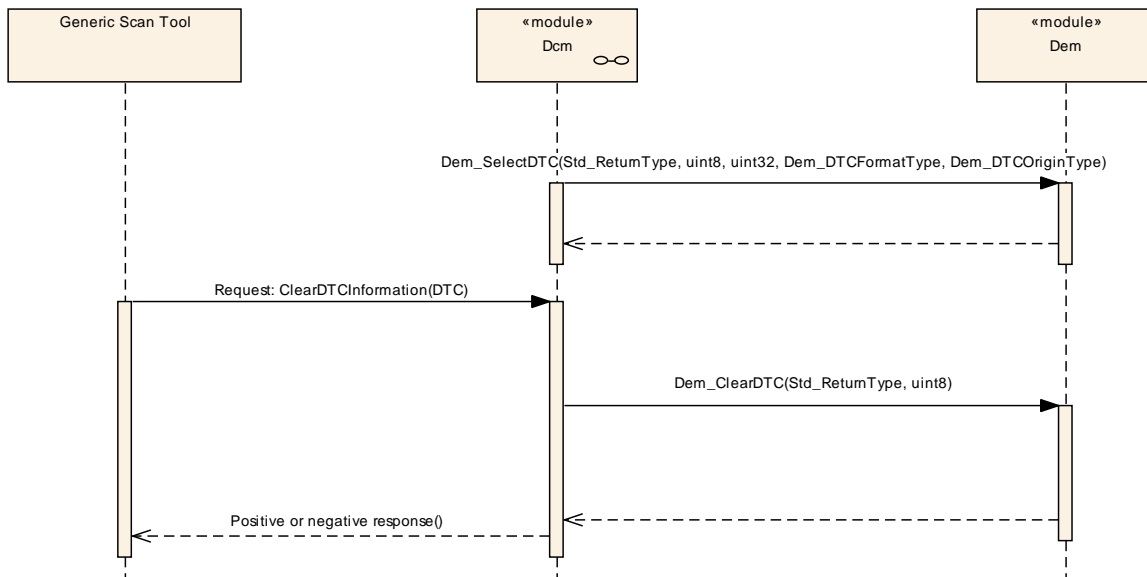 Generic Scan Tool
«module»
Dcm
«module»
Dem
Dem_SelectDTC(Std_ReturnType, uint8, uint32, Dem_DTCFormatType, Dem_DTCOriginType)
Request: ClearDTCInformation(DTC)
Dem_ClearDTC(Std_ReturnType, uint8)
Positive or negative response()